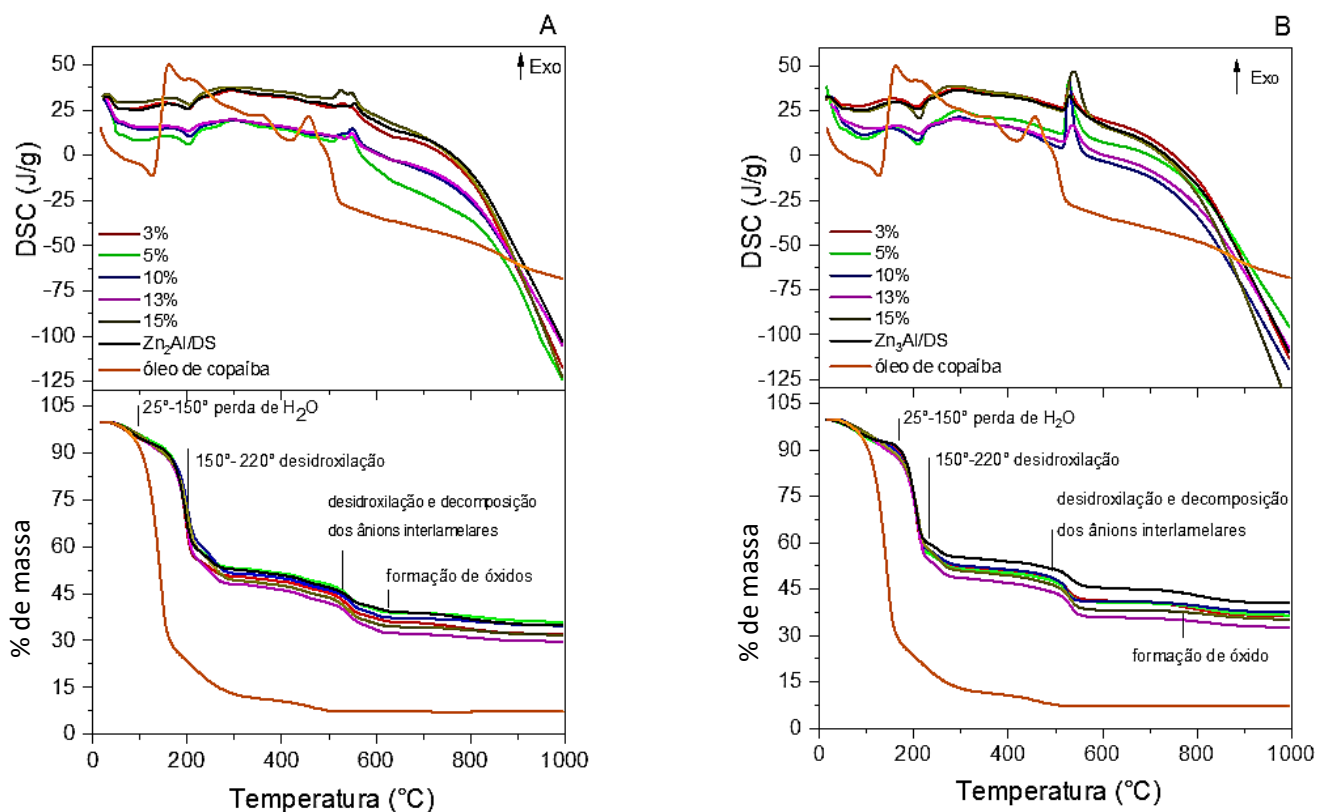 A
50
25
0
-25
-50
-75
-100
-125
DSC (J/g)
Exo
3%
5%
10%
13%
15%
Zn2Al/DS
óleo de copaíba
105
90
75
60
45
30
15
0
% de massa
25°-150° perda de H2O
150°- 220° desidroxilação
desidroxilação e decomposição
dos ânions interlamelares
formação de óxidos
0 200 400 600 800 1000
Temperatura (°C)
B
50
25
0
-25
-50
-75
-100
-125
DSC (J/g)
Exo
3%
5%
10%
13%
15%
Zn3Al/DS
óleo de copaíba
105
90
75
60
45
30
15
0
% de massa
25°-150° perda de H2O
150°-220° desidroxilação
desidroxilação e decomposição
dos ânions interlamelares
formação de óxido
0 200 400 600 800 1000
Temperatura (°C)